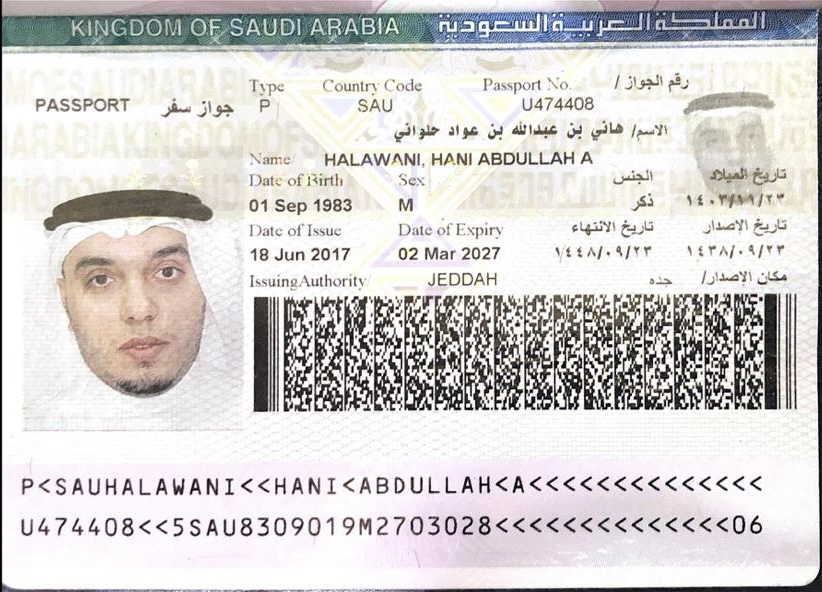 KINGDOM OF SAUDI ARABIA المملكة العربية السعودية
Type Country Code Passport No. رقم الجواز /
PASSPORT جواز سفر P SAU U474408
الاسم/ هاني بن عبدالله بن عواد حلواني
Name/ HALAWANI, HANI ABDULLAH A
Date of Birth Sex الجنس تاريخ الميلاد
01 Sep 1983 M ذكر ١٤٠٣/١١/٢٣
Date of Issue Date of Expiry تاريخ الانتهاء تاريخ الإصدار
18 Jun 2017 02 Mar 2027 ١٤٤٨/٠٩/٢٣ ١٤٣٨/٠٩/٢٣
Issuing Authority/ JEDDAH جده مكان الإصدار/
P<SAUHALAWANI<<HANI<ABDULLAH<A<<<<<<<<<<<<<<
U474408<<5SAU8309019M2703028<<<<<<<<<<<<<<06